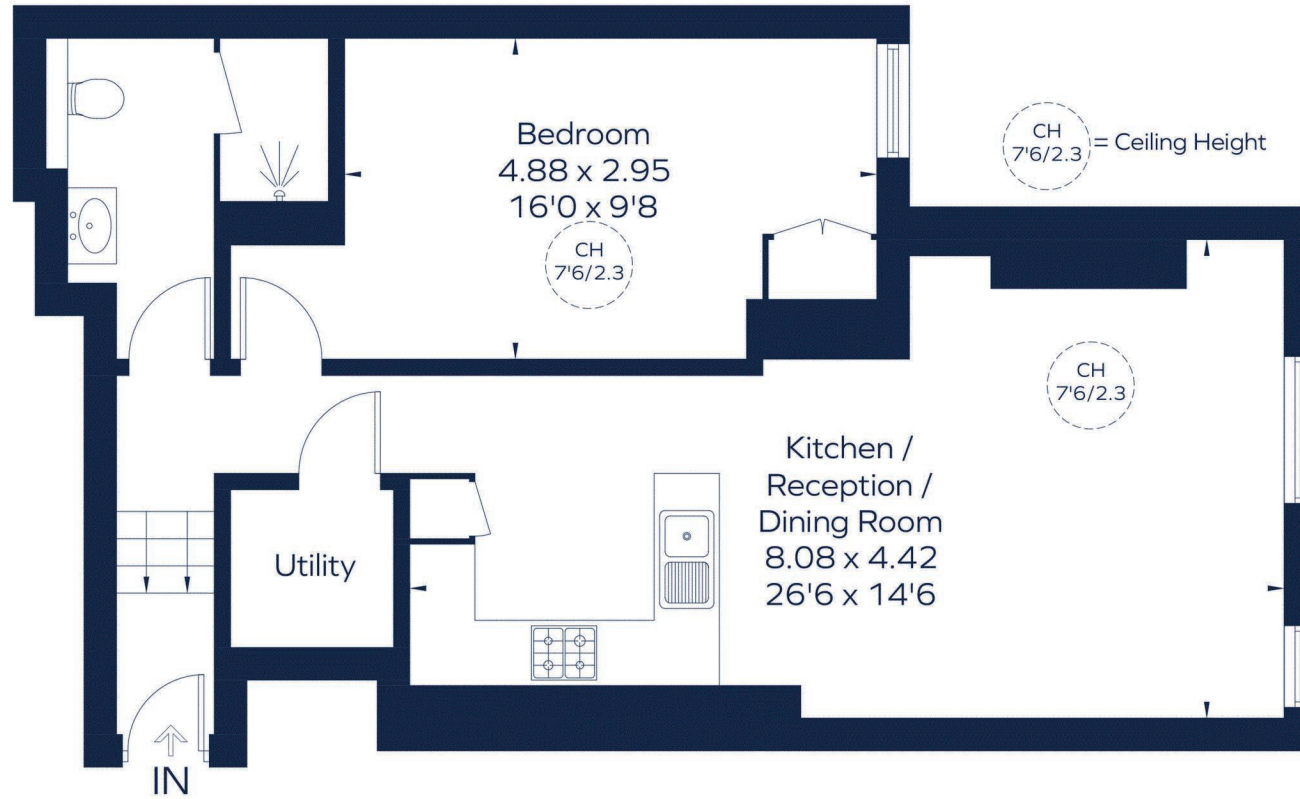 Bedroom
4.88 x 2.95
16'0 x 9'8
CH
7'6/2.3
CH
7'6/2.3
= Ceiling Height
CH
7'6/2.3
Kitchen /
Reception /
Dining Room
8.08 x 4.42
26'6 x 14'6
Utility
IN